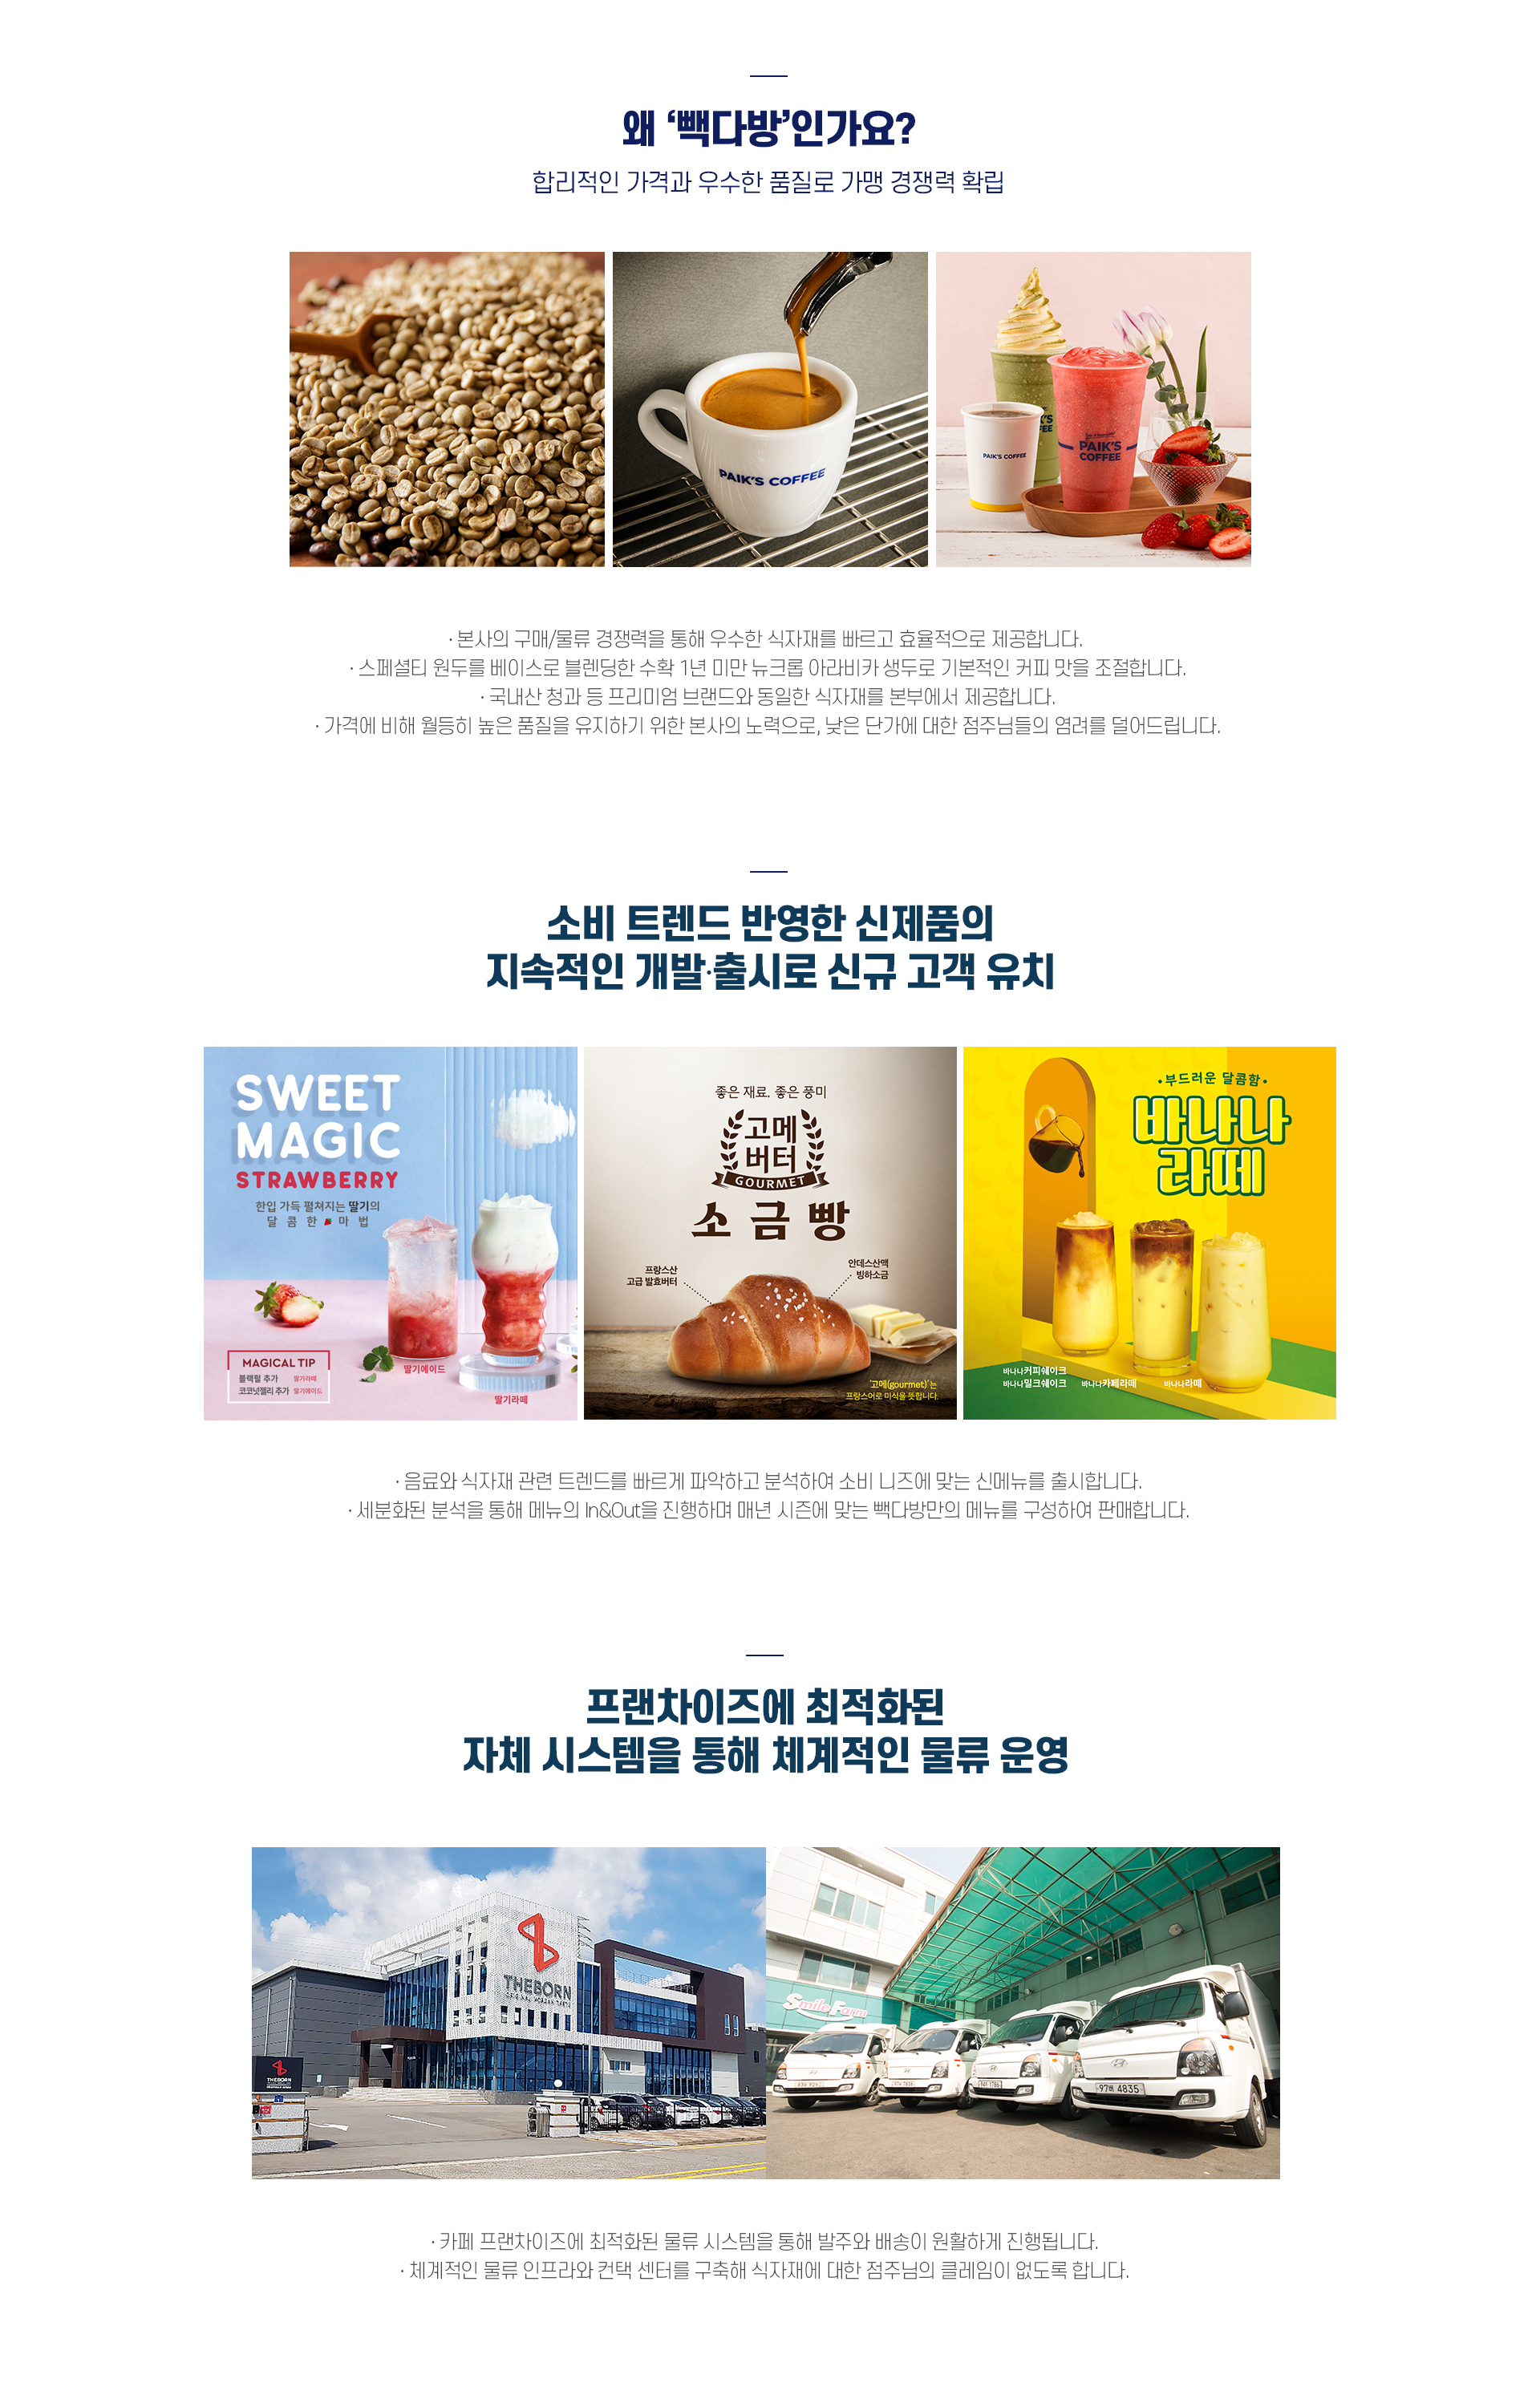 왜 ‘빽다방’인가요?
합리적인 가격과 우수한 품질로 가맹 경쟁력 확립
PAIK'S COFFEE
PAIK'S COFFEE
PAIK'S
COFFEE
· 본사의 구매/물류 경쟁력을 통해 우수한 식자재를 빠르고 효율적으로 제공합니다.
· 스페셜티 원두를 베이스로 블렌딩한 수확 1년 미만 뉴크롭 아라비카 생두로 기본적인 커피 맛을 조절합니다.
· 국내산 청과 등 프리미엄 브랜드와 동일한 식자재를 본부에서 제공합니다.
· 가격에 비해 월등히 높은 품질을 유지하기 위한 본사의 노력으로, 낮은 단가에 대한 점주님들의 염려를 덜어드립니다.
소비 트렌드 반영한 신제품의
지속적인 개발·출시로 신규 고객 유치
SWEET
MAGIC
STRAWBERRY
한입 가득 펼쳐지는 딸기의
달 콤 한 마 법
MAGICAL TIP
블랙펄 추가 딸기라떼
코코넛젤리 추가 딸기에이드
딸기에이드
딸기라떼
좋은 재료. 좋은 풍미
고메
버터
GOURMET
소금빵
프랑스산
고급 발효버터
안데스산맥
빙하소금
'고메(gourmet)'는
프랑스어로 미식을 뜻합니다.
•부드러운 달콤함•
바나나
라떼
바나나커피쉐이크
바나나밀크쉐이크
바나나카페라떼
바나나라떼
· 음료와 식자재 관련 트렌드를 빠르게 파악하고 분석하여 소비 니즈에 맞는 신메뉴를 출시합니다.
· 세분화된 분석을 통해 메뉴의 In&Out을 진행하며 매년 시즌에 맞는 빽다방만의 메뉴를 구성하여 판매합니다.
프랜차이즈에 최적화된
자체 시스템을 통해 체계적인 물류 운영
THEBORN
THEBORN
Smile Farm
97머 4835
· 카페 프랜차이즈에 최적화된 물류 시스템을 통해 발주와 배송이 원활하게 진행됩니다.
· 체계적인 물류 인프라와 컨택 센터를 구축해 식자재에 대한 점주님의 클레임이 없도록 합니다.